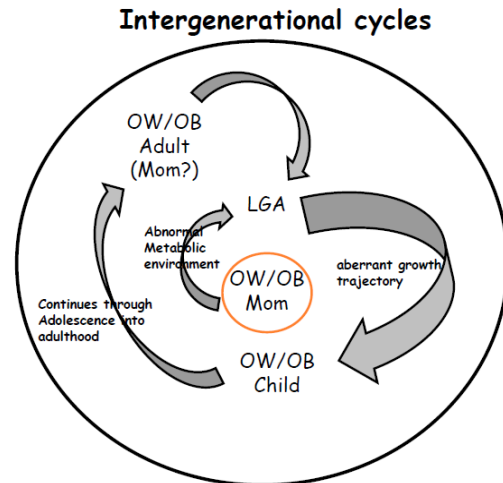 Intergenerational cycles
OW/OB
Adult
(Mom?)
LGA
Abnormal
Metabolic
environment
OW/OB
Mom
aberrant growth
trajectory
Continues through
Adolescence into
adulthood
OW/OB
Child